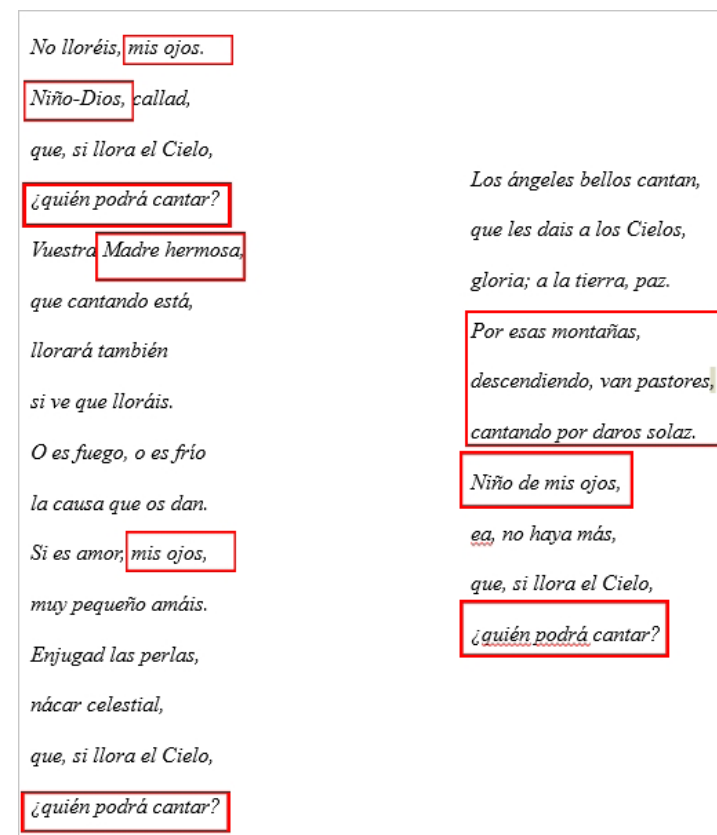 No lloréis, mis ojos.
Niño-Dios, callad,
que, si llora el Cielo,
¿quién podrá cantar?
Vuestra Madre hermosa,
que cantando está,
llorará también
si ve que lloráis.
O es fuego, o es frío
la causa que os dan.
Si es amor, mis ojos,
muy pequeño amáis.
Enjugad las perlas,
nácar celestial,
que, si llora el Cielo,
¿quién podrá cantar?
Los ángeles bellos cantan,
que les dais a los Cielos,
gloria; a la tierra, paz.
Por esas montañas,
descendiendo, van pastores,
cantando por daros solaz.
Niño de mis ojos,
ea, no haya más,
que, si llora el Cielo,
¿quién podrá cantar?